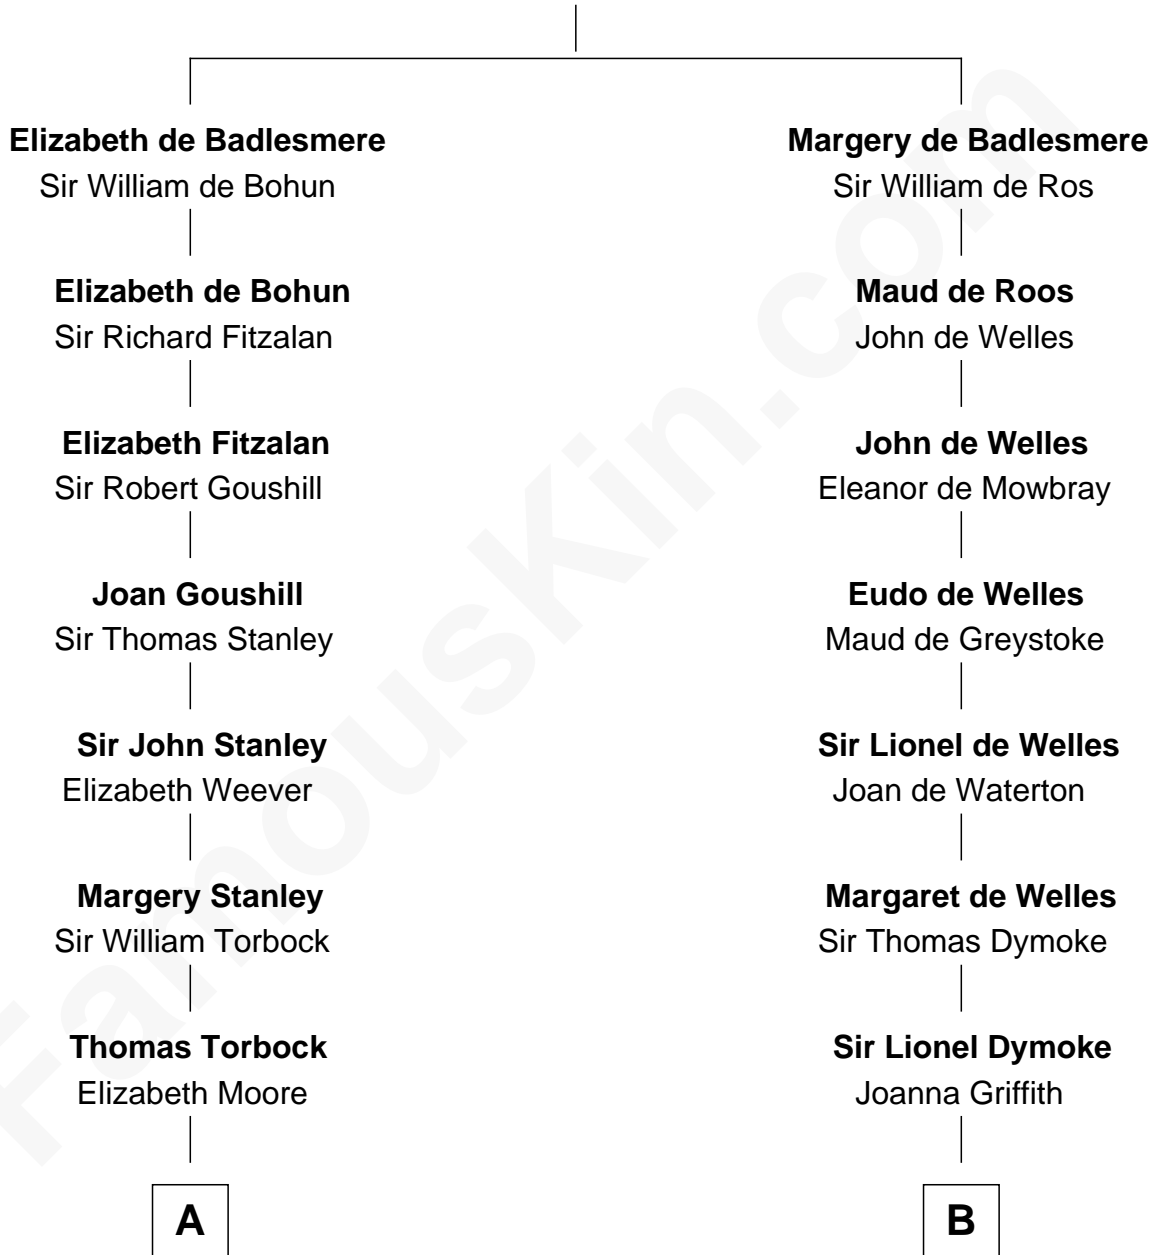 Elizabeth de Badlesmere
Sir William de Bohun
Elizabeth de Bohun
Sir Richard Fitzalan
Elizabeth Fitzalan
Sir Robert Goushill
Joan Goushill
Sir Thomas Stanley
Sir John Stanley
Elizabeth Weever
Margery Stanley
Sir William Torbock
Thomas Torbock
Elizabeth Moore
A
Margery de Badlesmere
Sir William de Ros
Maud de Roos
John de Welles
John de Welles
Eleanor de Mowbray
Eudo de Welles
Maud de Greystoke
Sir Lionel de Welles
Joan de Waterton
Margaret de Welles
Sir Thomas Dymoke
Sir Lionel Dymoke
Joanna Griffith
B
FamousKin.com